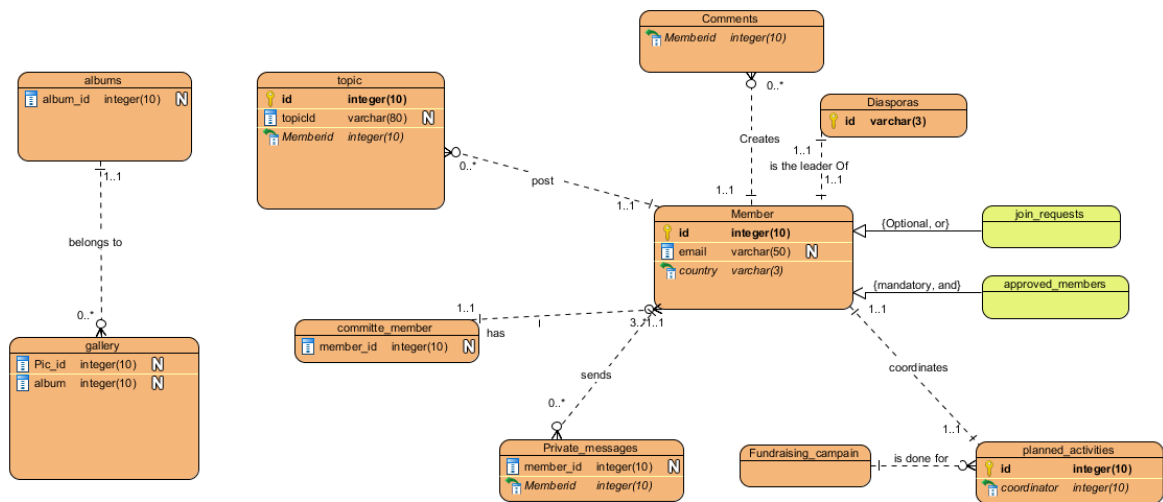 Comments
Memberid integer(10)
0..*
albums
album_id integer(10) N
1..1
topic
id integer(10)
topicId varchar(80) N
Memberid integer(10)
0..*
Diasporas
id varchar(3)
1..1
Creates
is the leader Of
1..1
1..1
post
1..1
Member
id integer(10)
email varchar(50) N
country varchar(3)
{Optional, or}
join_requests
{mandatory, and}
approved_members
belongs to
0..*
1..1
committe_member
member_id integer(10) N
has
3..*
1..1
1..1
gallery
Pic_id integer(10) N
album integer(10) N
sends
coordinates
0..*
1..1
Private_messages
member_id integer(10) N
Memberid integer(10)
Fundraising_campain
is done for
planned_activities
id integer(10)
coordinator integer(10)